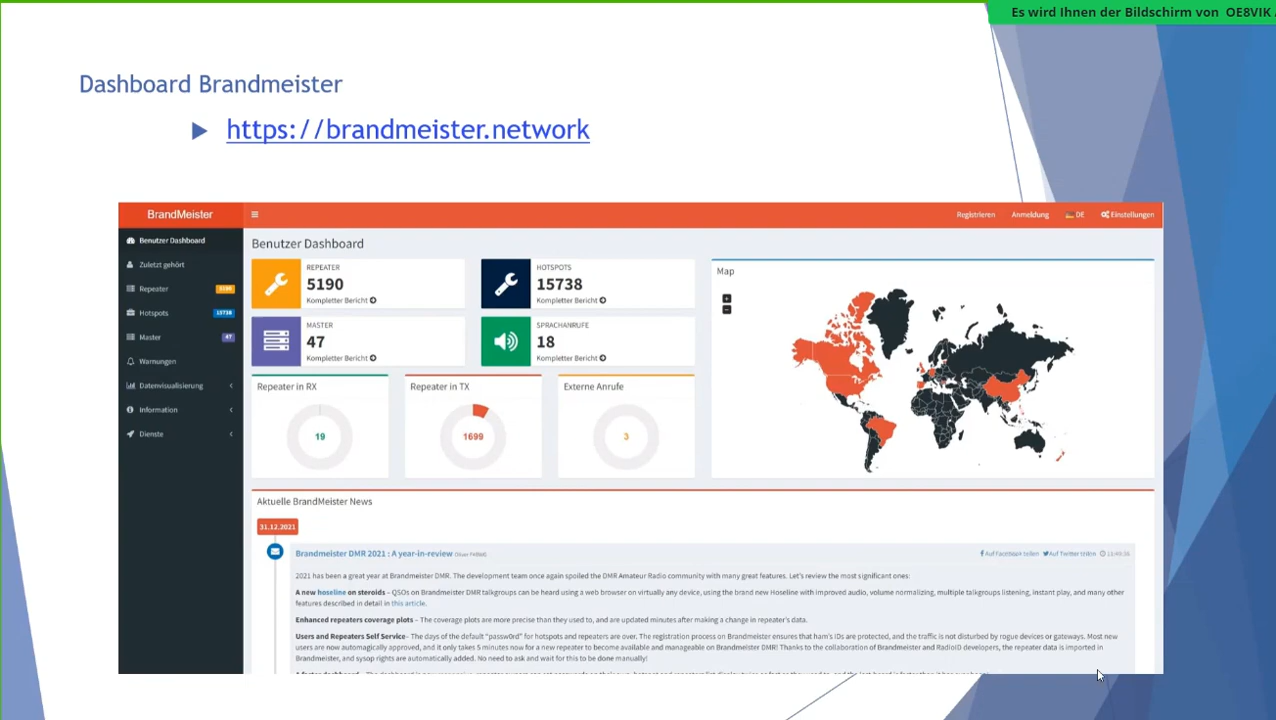 Es wird Ihnen der Bildschirm von OE8VIK
Dashboard Brandmeister
https://brandmeister.network
BrandMeister
Registrieren Anmeldung DE Einstellungen
Benutzer Dashboard
Zuletzt gehört
Repeater 5190
Hotspots 15738
Master 47
Warnungen
Datenvisualisierung
Information
Dienste
Benutzer Dashboard
REPEATER
5190
Kompletter Bericht
HOTSPOTS
15738
Kompletter Bericht
MASTER
47
Kompletter Bericht
SPRACHANRUFE
18
Kompletter Bericht
Repeater in RX
19
Repeater in TX
1699
Externe Anrufe
3
Map
Aktuelle BrandMeister News
31.12.2021
Brandmeister DMR 2021 : A year-in-review
Auf Facebook teilen Auf Twitter teilen
2021 has been a great year at Brandmeister DMR. The development team once again spoiled the DMR Amateur Radio community with many great features. Let's review the most significant ones:
A new hoseline on steroids – QSOs on Brandmeister DMR talkgroups can be heard using a web browser on virtually any device, using the brand new Hoseline with improved audio, volume normalizing, multiple talkgroups listening, instant play, and many other
features described in detail in this article.
Enhanced repeaters coverage plots – The coverage plots are more precise than they used to, and are updated minutes after making a change in repeater's data.
Users and Repeaters Self Service– The days of the default "passw0rd" for hotspots and repeaters are over. The registration process on Brandmeister ensures that ham's IDs are protected, and the traffic is not disturbed by rogue devices or gateways. Most new
users are now automagically approved, and it only takes 5 minutes now for a new repeater to become available and manageable on Brandmeister DMR! Thanks to the collaboration of Brandmeister and RadioID developers, the repeater data is imported in
Brandmeister, and sysop rights are automatically added. No need to ask and wait for this to be done manually!